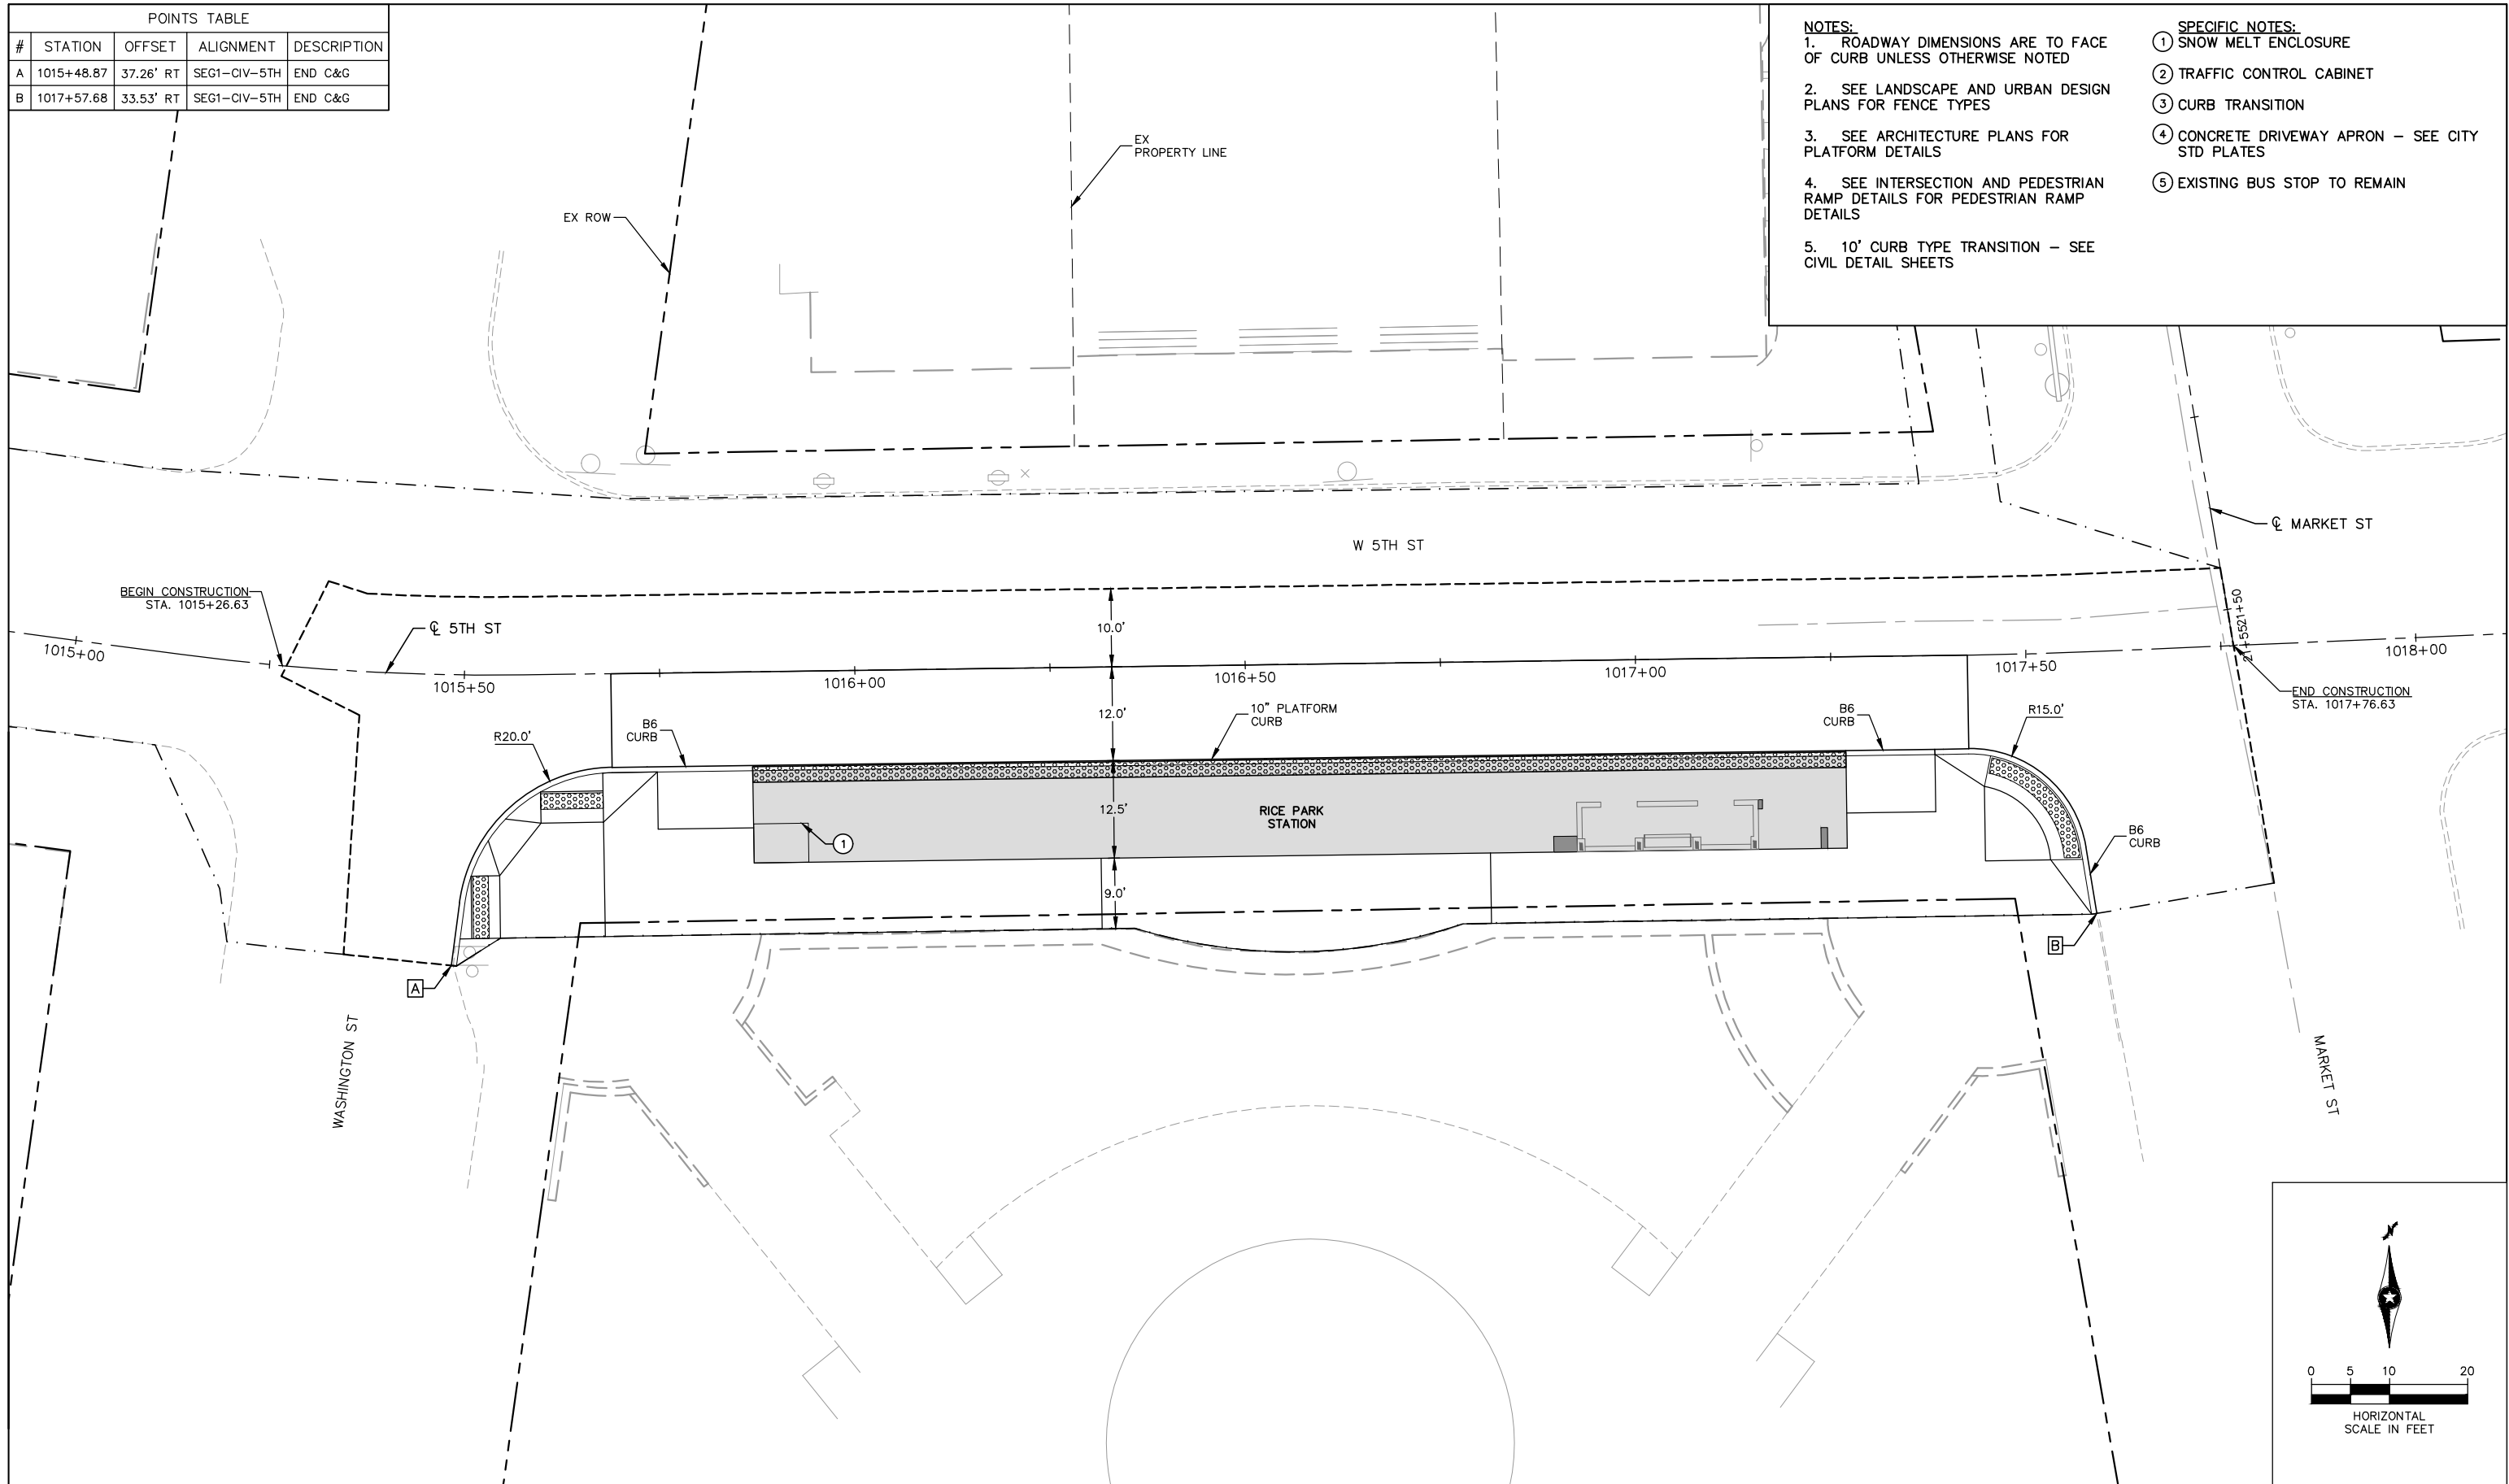 POINTS TABLE
# STATION OFFSET ALIGNMENT DESCRIPTION
A 1015+48.87 37.26' RT SEG1-CIV-5TH END C&G
B 1017+57.68 33.53' RT SEG1-CIV-5TH END C&G
NOTES:
1. ROADWAY DIMENSIONS ARE TO FACE
OF CURB UNLESS OTHERWISE NOTED
2. SEE LANDSCAPE AND URBAN DESIGN
PLANS FOR FENCE TYPES
3. SEE ARCHITECTURE PLANS FOR
PLATFORM DETAILS
4. SEE INTERSECTION AND PEDESTRIAN
RAMP DETAILS FOR PEDESTRIAN RAMP
DETAILS
5. 10' CURB TYPE TRANSITION – SEE
CIVIL DETAIL SHEETS
SPECIFIC NOTES:
1 SNOW MELT ENCLOSURE
2 TRAFFIC CONTROL CABINET
3 CURB TRANSITION
4 CONCRETE DRIVEWAY APRON – SEE CITY
STD PLATES
5 EXISTING BUS STOP TO REMAIN
EX
PROPERTY LINE
EX ROW
℄ MARKET ST
W 5TH ST
BEGIN CONSTRUCTION
STA. 1015+26.63
℄ 5TH ST
10.0'
21+50
21+55
1015+00
1015+50
1016+00
1016+50
1017+00
1017+50
1018+00
END CONSTRUCTION
STA. 1017+76.63
12.0'
10" PLATFORM
CURB
B6
CURB
B6
CURB
R20.0'
R15.0'
12.5'
RICE PARK
STATION
1
B6
CURB
9.0'
A
B
WASHINGTON ST
MARKET ST
N
0 5 10 20
HORIZONTAL
SCALE IN FEET